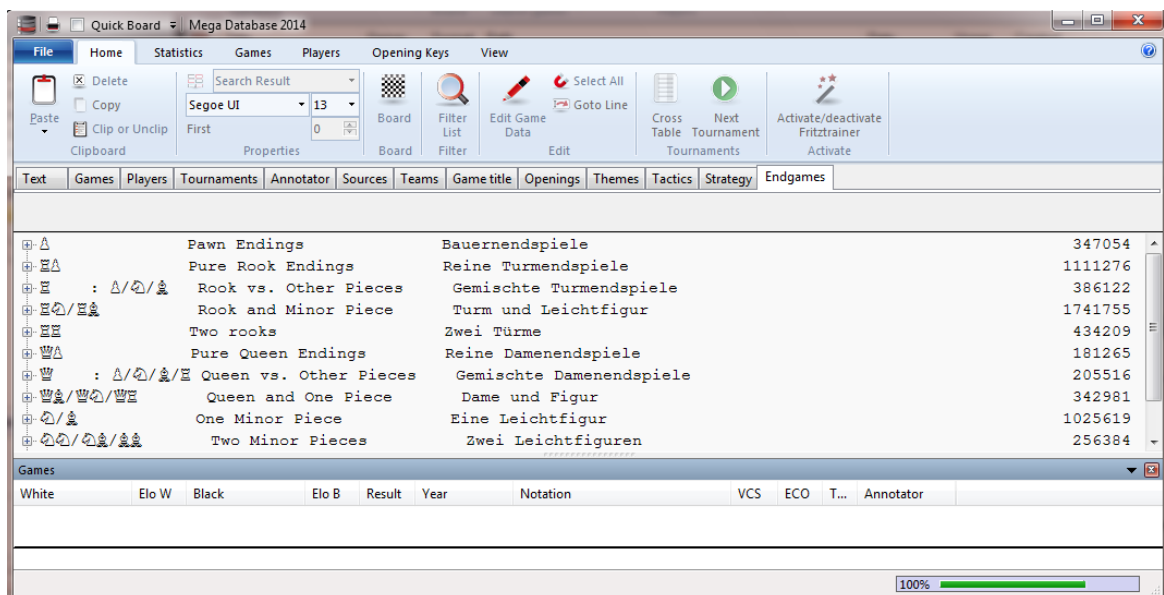 Quick Board Mega Database 2014
File Home Statistics Games Players Opening Keys View
Paste Delete Search Result Board Filter List Edit Game Data Select All Cross Table Next Tournament Activate/deactivate Fritztrainer
Copy Segoe UI 13 Goto Line
Clip or Unclip First 0
Clipboard Properties Board Filter Edit Tournaments Activate
Text Games Players Tournaments Annotator Sources Teams Game title Openings Themes Tactics Strategy Endgames
♙ Pawn Endings Bauernendspiele 347054
♖♙ Pure Rook Endings Reine Turmendspiele 1111276
♖ : ♙/♘/♗ Rook vs. Other Pieces Gemischte Turmendspiele 386122
♖♘/♖♗ Rook and Minor Piece Turm und Leichtfigur 1741755
♖♖ Two rooks Zwei Türme 434209
♕♙ Pure Queen Endings Reine Damenendspiele 181265
♕ : ♙/♘/♗/♖ Queen vs. Other Pieces Gemischte Damenendspiele 205516
♕♗/♕♘/♕♖ Queen and One Piece Dame und Figur 342981
♘/♗ One Minor Piece Eine Leichtfigur 1025619
♘♘/♘♗/♗♗ Two Minor Pieces Zwei Leichtfiguren 256384
Games
White Elo W Black Elo B Result Year Notation VCS ECO T... Annotator
100%